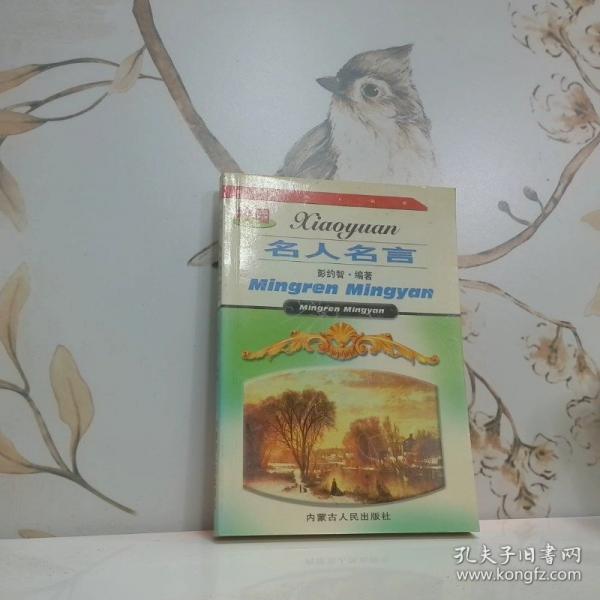 Xiaoyuan
名人名言
彭约智·编著
Mingren Mingyan
Mingren Mingyan
内蒙古人民出版社
孔夫子旧书网
www.kongfz.com